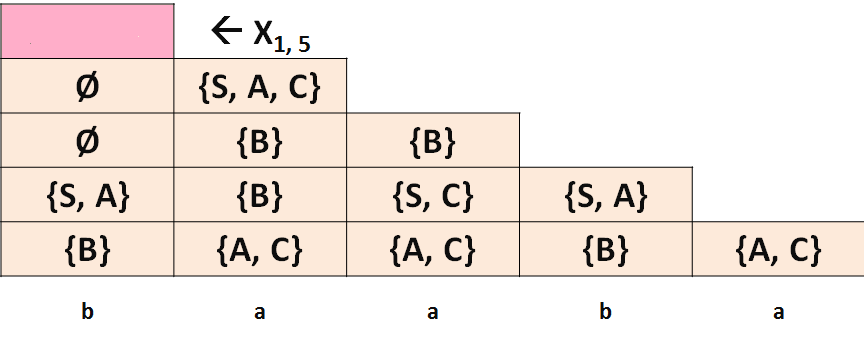 ← X1, 5
Ø {S, A, C}
Ø {B} {B}
{S, A} {B} {S, C} {S, A}
{B} {A, C} {A, C} {B} {A, C}
b a a b a